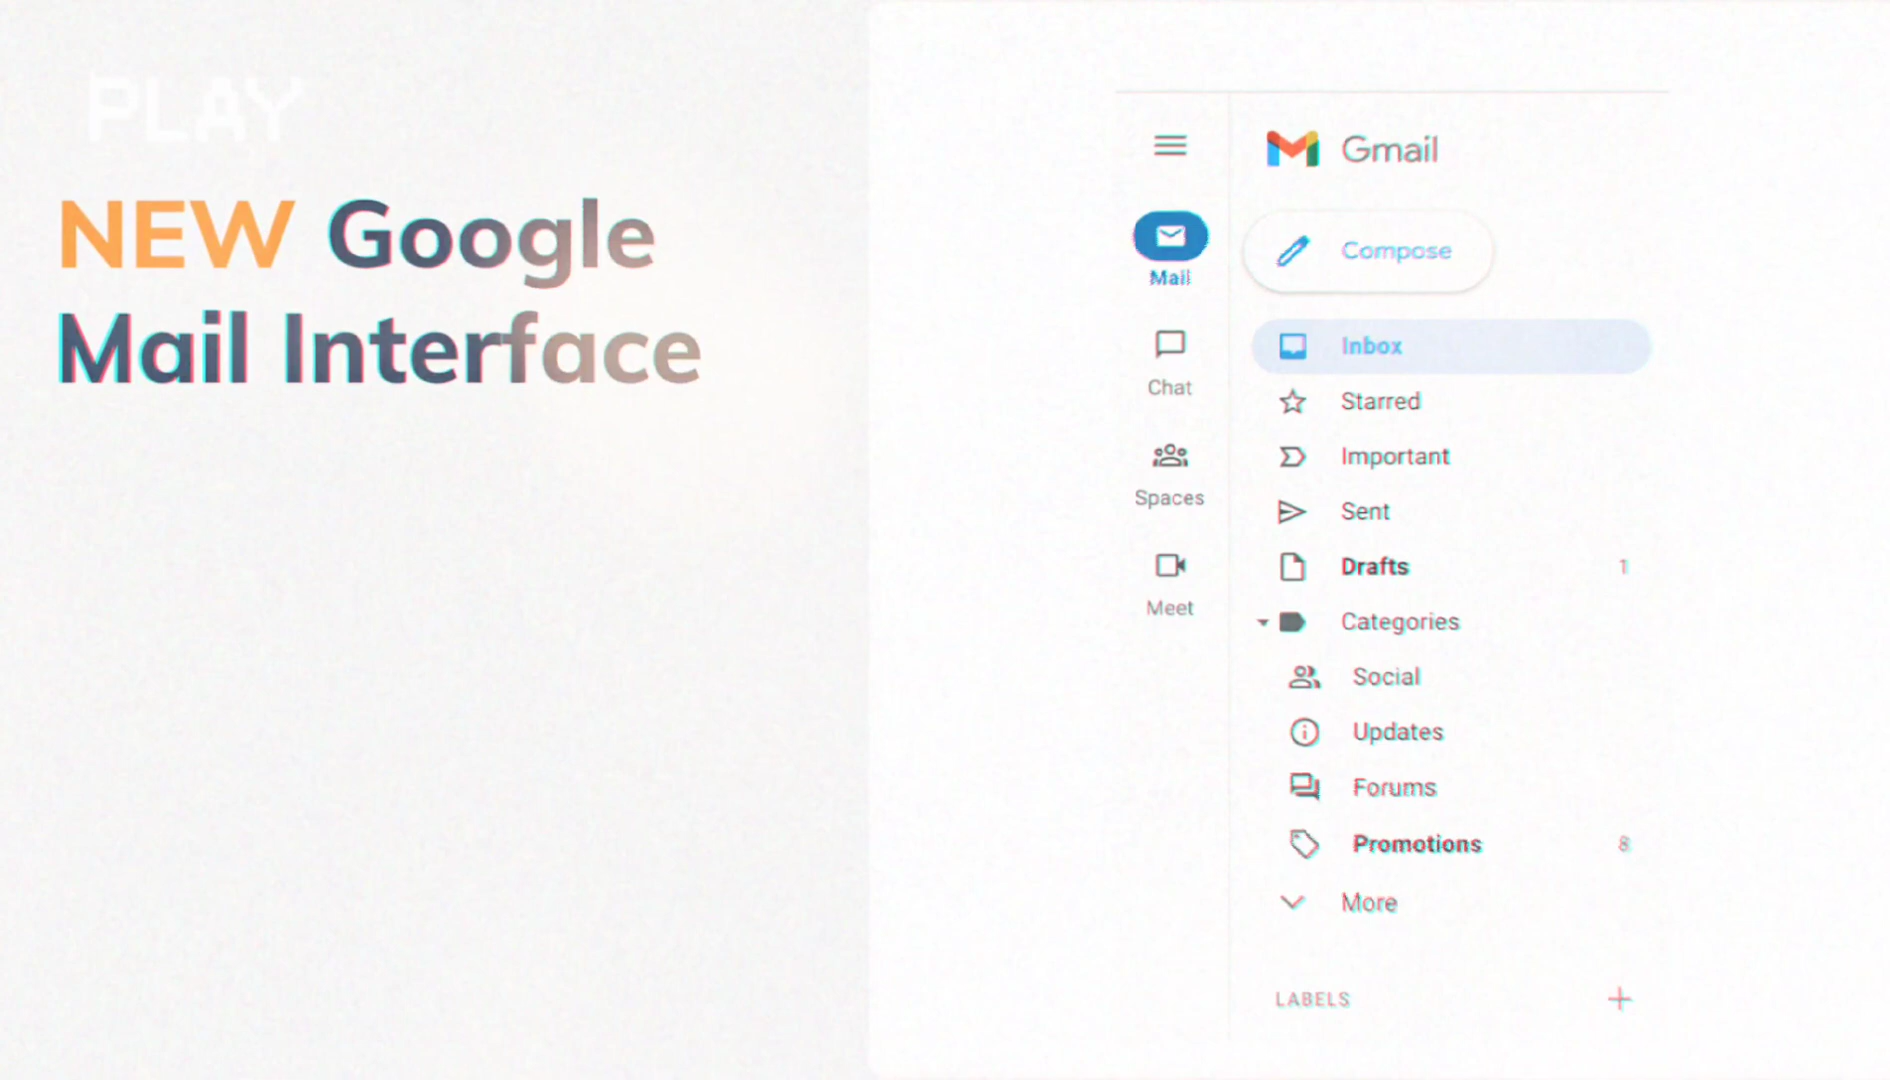 PLAY
NEW Google
Mail Interface
Gmail
Compose
Mail
Inbox
Chat
Starred
Important
Spaces
Sent
Drafts 1
Meet
Categories
Social
Updates
Forums
Promotions 8
More
LABELS +